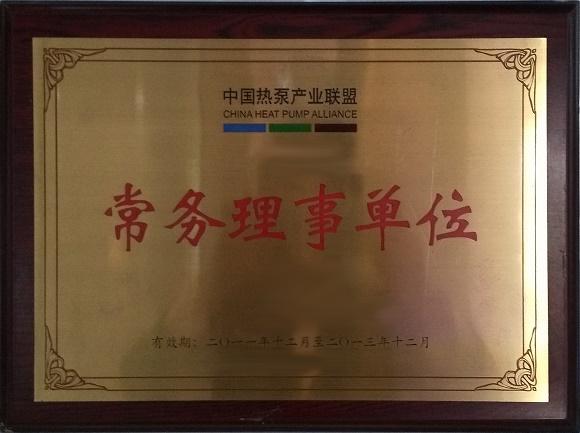 中国热泵产业联盟
CHINA HEAT PUMP ALLIANCE
常务理事单位
有效期：二〇一一年十二月至二〇一三年十二月